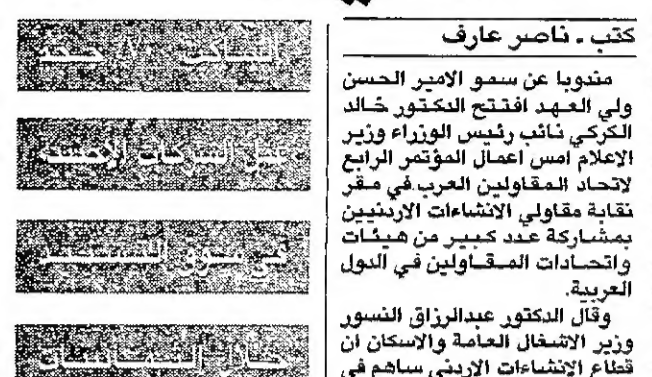 كتب ـ ناصر عارف
مندوبا عن سمو الامير الحسن
ولي العهد افتتح الدكتور خالد
الكركي نائب رئيس الوزراء وزير
الاعلام امس اعمال المؤتمر الرابع
لاتحاد المقاولين العرب في مقر
نقابة مقاولي الانشاءات الاردنيين
بمشاركة عدد كبير من هيئات
واتحادات المقاولين في الدول
العربية.
وقال الدكتور عبدالرزاق النسور
وزير الاشغال العامة والاسكان ان
قطاع الانشاءات الاردني ساهم في
خلال